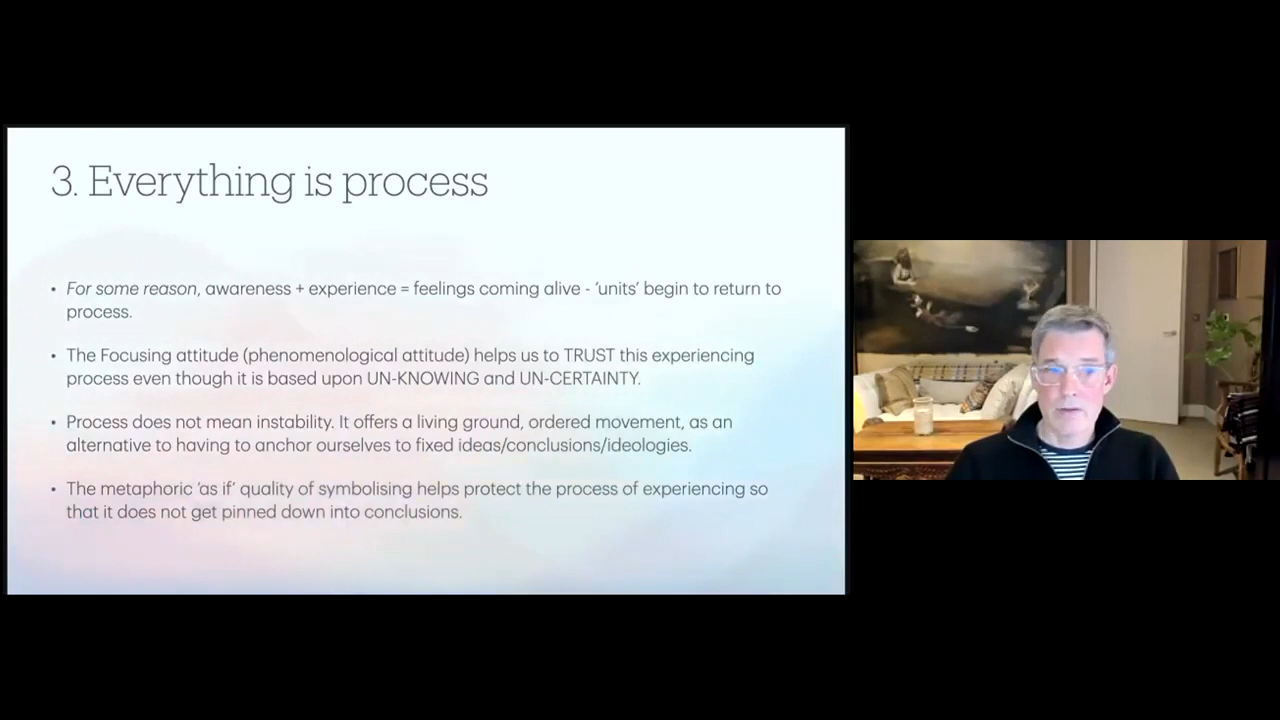 3. Everything is process
• For some reason, awareness + experience = feelings coming alive - ‘units’ begin to return to
process.
• The Focusing attitude (phenomenological attitude) helps us to TRUST this experiencing
process even though it is based upon UN-KNOWING and UN-CERTAINTY.
• Process does not mean instability. It offers a living ground, ordered movement, as an
alternative to having to anchor ourselves to fixed ideas/conclusions/ideologies.
• The metaphoric ‘as if’ quality of symbolising helps protect the process of experiencing so
that it does not get pinned down into conclusions.